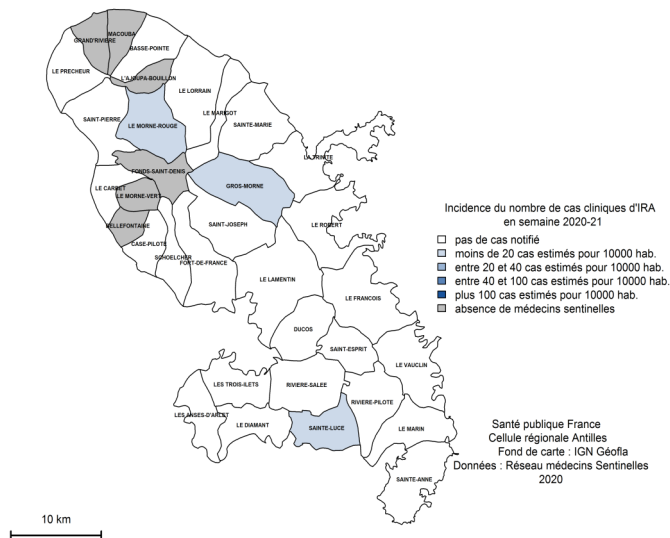 MACOUBA
GRAND'RIVIERE
BASSE-POINTE
LE PRECHEUR
L'AJOUPA-BOUILLON
LE LORRAIN
SAINT-PIERRE
LE MORNE-ROUGE
LE MARIGOT
SAINTE-MARIE
LA TRINITE
FONDS-SAINT-DENIS
LE CARBET
LE MORNE-VERT
GROS-MORNE
BELLEFONTAINE
CASE-PILOTE
SAINT-JOSEPH
LE ROBERT
SCHOELCHER
FORT-DE-FRANCE
LE LAMENTIN
LE FRANCOIS
DUCOS
SAINT-ESPRIT
LE VAUCLIN
LES TROIS-ILETS
RIVIERE-SALEE
RIVIERE-PILOTE
LES ANSES-D'ARLET
LE DIAMANT
SAINTE-LUCE
LE MARIN
SAINTE-ANNE
Incidence du nombre de cas cliniques d'IRA
en semaine 2020-21
pas de cas notifié
moins de 20 cas estimés pour 10000 hab.
entre 20 et 40 cas estimés pour 10000 hab.
entre 40 et 100 cas estimés pour 10000 hab.
plus 100 cas estimés pour 10000 hab.
absence de médecins sentinelles
Santé publique France
Cellule régionale Antilles
Fond de carte : IGN Géofla
Données : Réseau médecins Sentinelles
2020
10 km